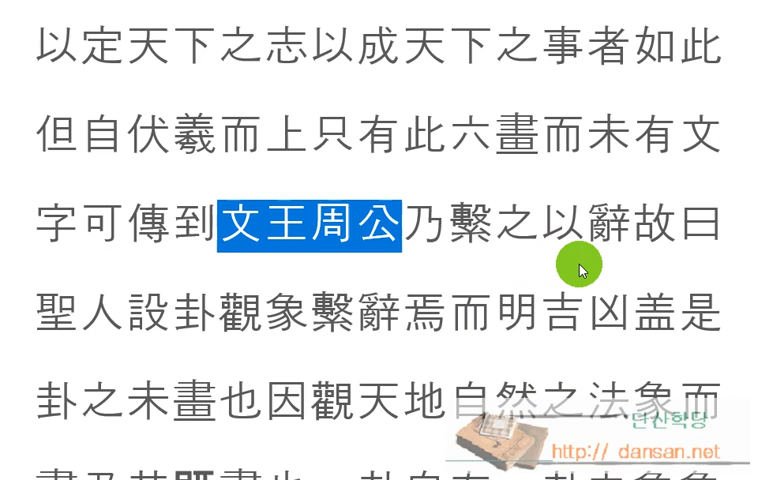 以定天下之志以成天下之事者如此
但自伏羲而上只有此六畫而未有文
字可傳到文王周公乃繫之以辭故曰
聖人設卦觀象繫辭焉而明吉凶盖是
卦之未畫也因觀天地自然之法象而
단산학당
http:// dansan.net